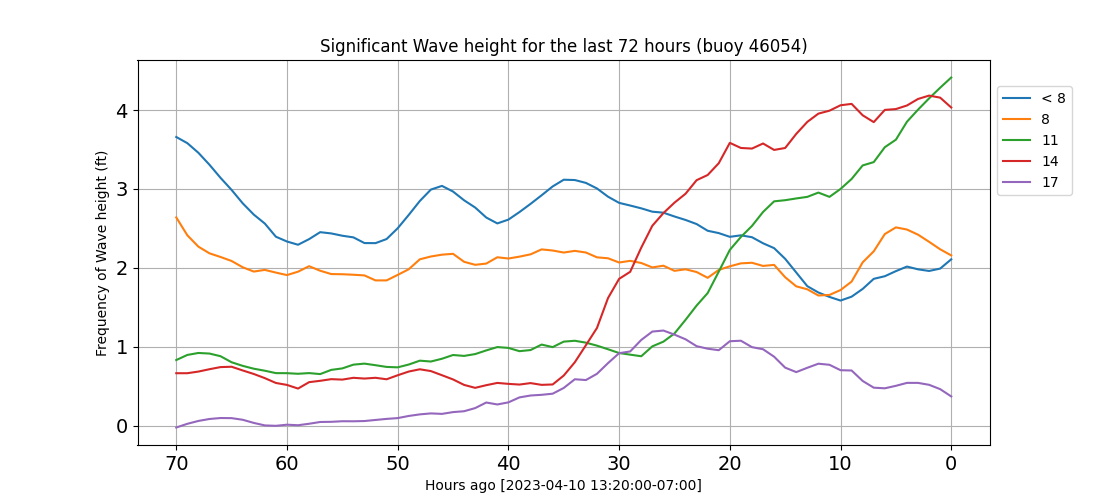 Significant Wave height for the last 72 hours (buoy 46054)
Frequency of Wave height (ft)
4
3
2
1
0
70 60 50 40 30 20 10 0
Hours ago [2023-04-10 13:20:00-07:00]
< 8
8
11
14
17